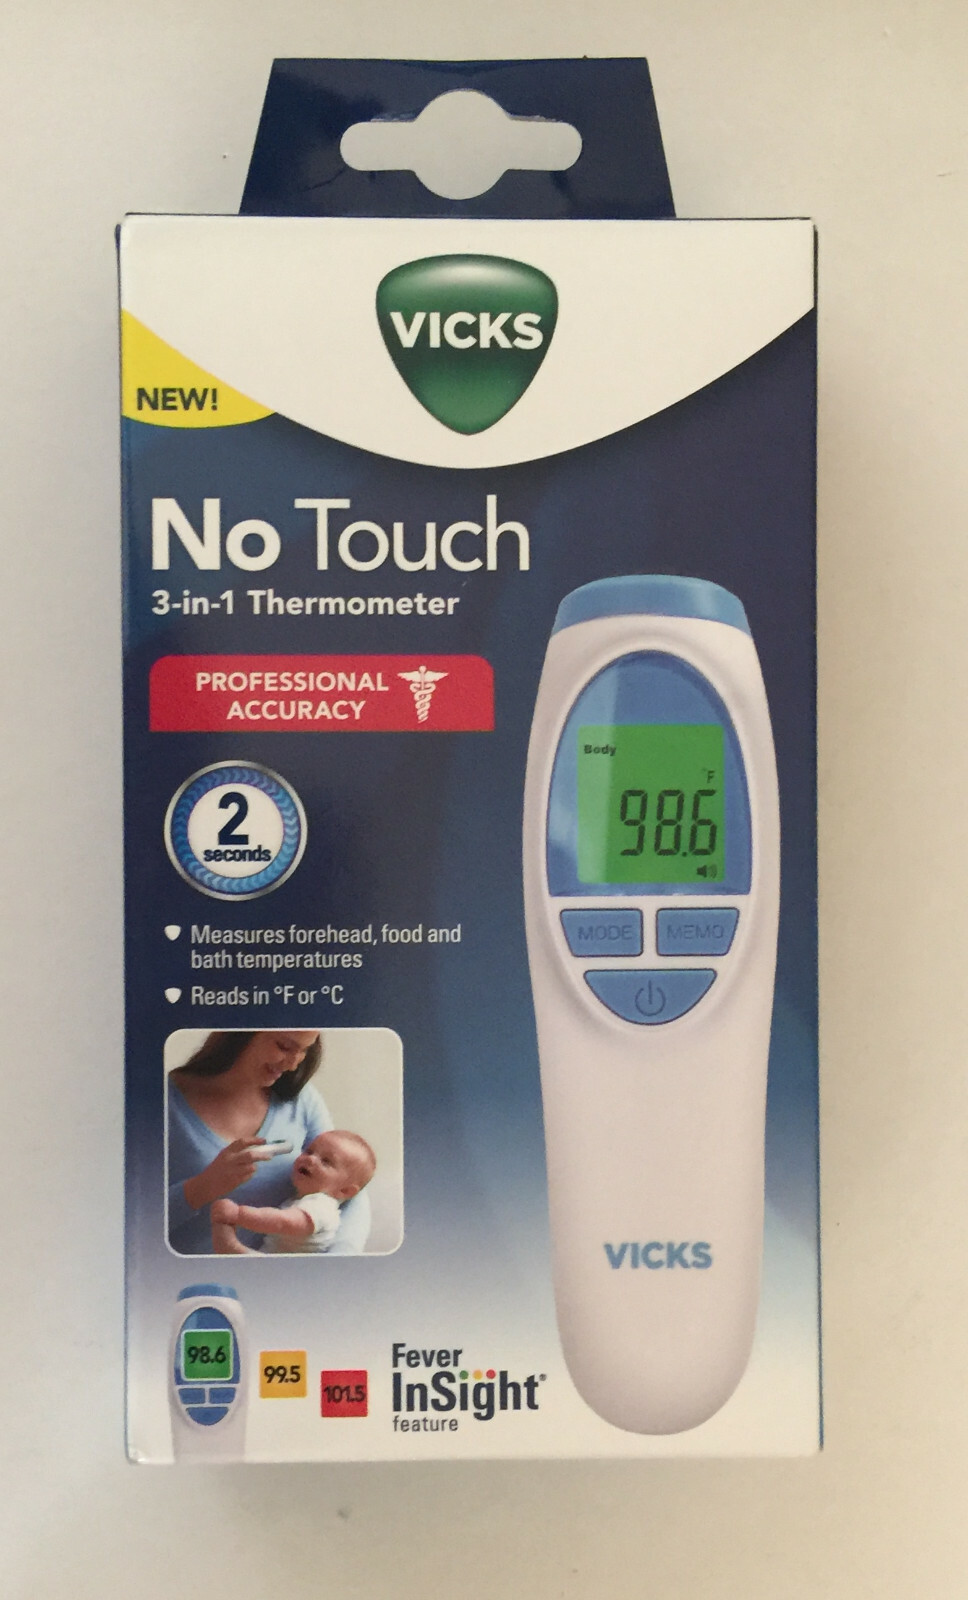 VICKS
NEW!
No Touch
3-in-1 Thermometer
PROFESSIONAL
ACCURACY
2
seconds
Measures forehead, food and
bath temperatures
Reads in °F or °C
Body
°F
98.6
MODE
MEMO
VICKS
98.6
99.5
101.5
Fever
InSight®
feature